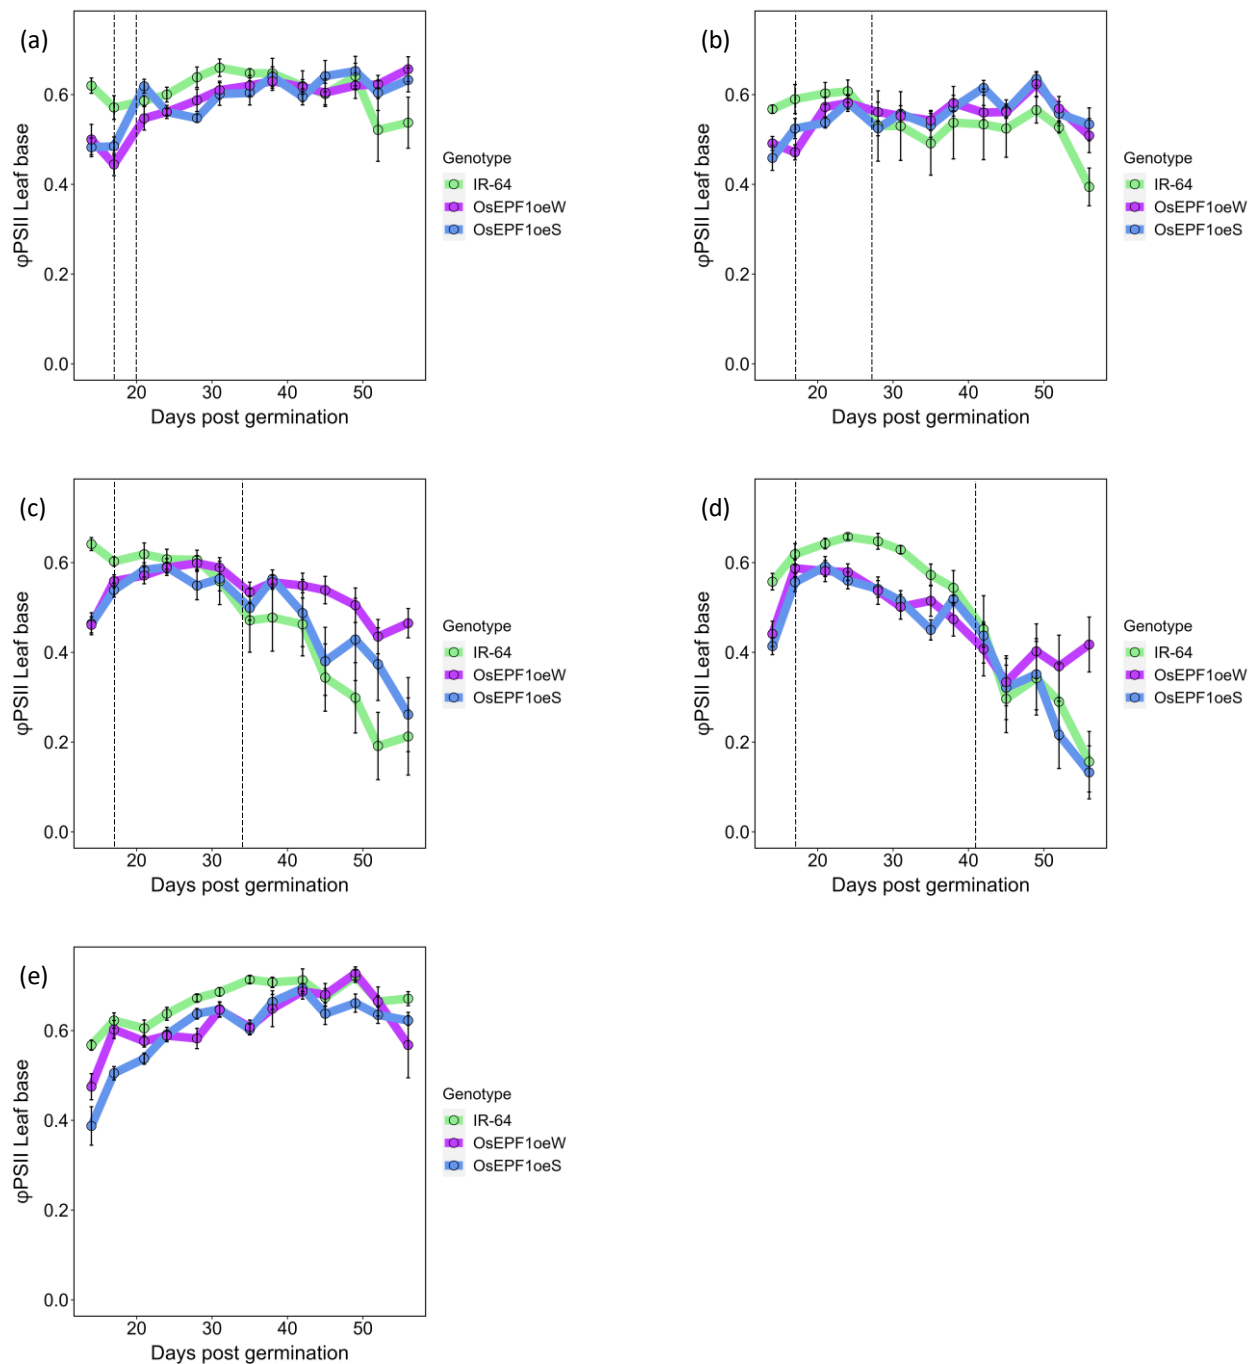 (a)
φPSII Leaf base
0.6
0.4
0.2
0.0
20 30 40 50
Days post germination
Genotype
IR-64
OsEPF1oeW
OsEPF1oeS
(b)
φPSII Leaf base
0.6
0.4
0.2
0.0
20 30 40 50
Days post germination
Genotype
IR-64
OsEPF1oeW
OsEPF1oeS
(c)
φPSII Leaf base
0.6
0.4
0.2
0.0
20 30 40 50
Days post germination
Genotype
IR-64
OsEPF1oeW
OsEPF1oeS
(d)
φPSII Leaf base
0.6
0.4
0.2
0.0
20 30 40 50
Days post germination
Genotype
IR-64
OsEPF1oeW
OsEPF1oeS
(e)
φPSII Leaf base
0.6
0.4
0.2
0.0
20 30 40 50
Days post germination
Genotype
IR-64
OsEPF1oeW
OsEPF1oeS